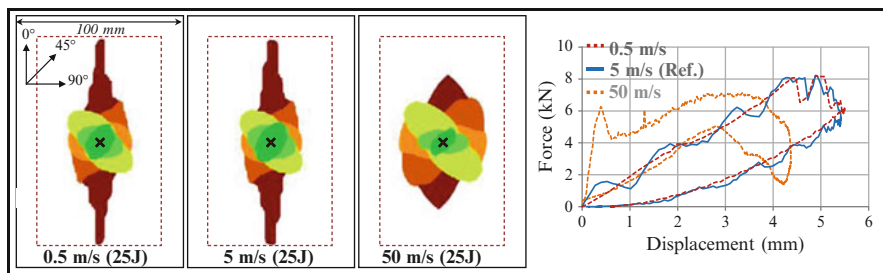 100 mm
0°
45°
90°
0.5 m/s (25J)
5 m/s (25J)
50 m/s (25J)
10
8
6
4
2
0
Force (kN)
0.5 m/s
5 m/s (Ref.)
50 m/s
0 1 2 3 4 5 6
Displacement (mm)